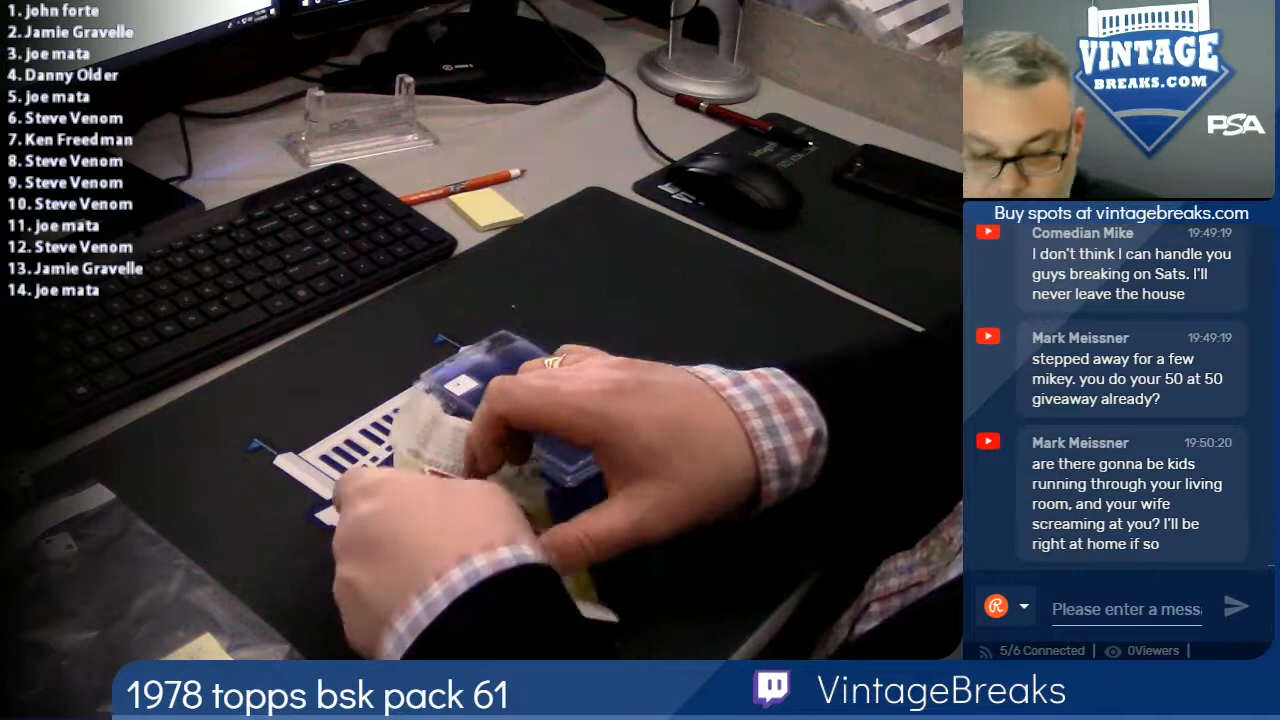 1. john forte
2. Jamie Gravelle
3. joe mata
4. Danny Older
5. joe mata
6. Steve Venom
7. Ken Freedman
8. Steve Venom
9. Steve Venom
10. Steve Venom
11. joe mata
12. Steve Venom
13. Jamie Gravelle
14. joe mata
VINTAGE
BREAKS.COM
PSA
Buy spots at vintagebreaks.com
Comedian Mike 19:49:19
I don't think I can handle you
guys breaking on Sats. I'll
never leave the house
Mark Meissner 19:49:19
stepped away for a few
mikey. you do your 50 at 50
giveaway already?
Mark Meissner 19:50:20
are there gonna be kids
running through your living
room, and your wife
screaming at you? I'll be
right at home if so
Please enter a messa
5/6 Connected | 0Viewers |
1978 topps bsk pack 61
VintageBreaks